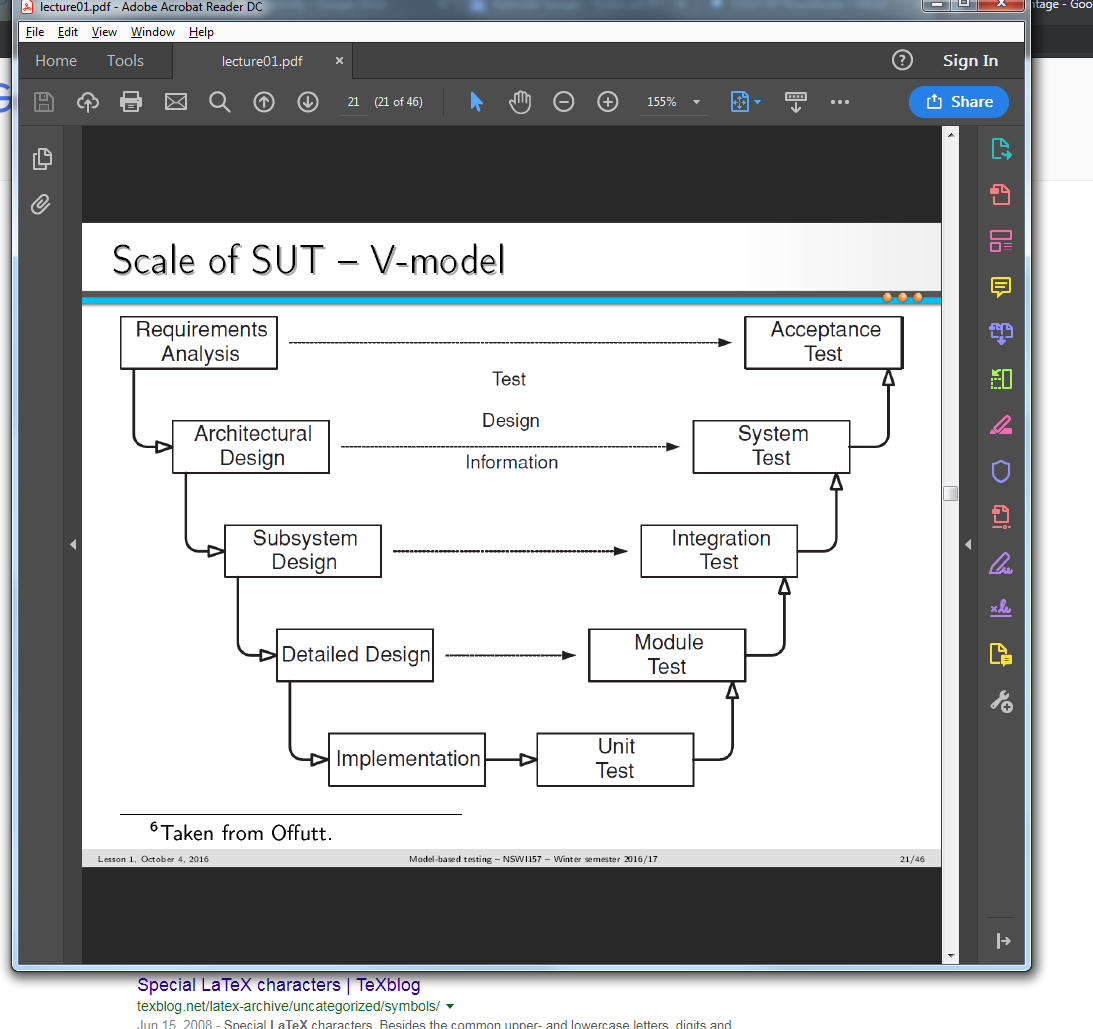 lecture01.pdf - Adobe Acrobat Reader DC
tage - Goo
File Edit View Window Help
Home Tools lecture01.pdf × ? Sign In
21 (21 of 46) 155% Share
Scale of SUT – V-model
Requirements
Analysis
Acceptance
Test
Test
Design
Information
Architectural
Design
System
Test
Subsystem
Design
Integration
Test
Detailed Design
Module
Test
Implementation
Unit
Test
6 Taken from Offutt.
Lesson 1, October 4, 2016 Model-based testing – NSWI157 – Winter semester 2016/17 21/46
Special LaTeX characters | TeXblog
texblog.net/latex-archive/uncategorized/symbols/
Jun 15, 2008 - Special LaTeX characters. Besides the common upper- and lowercase letters, digits and